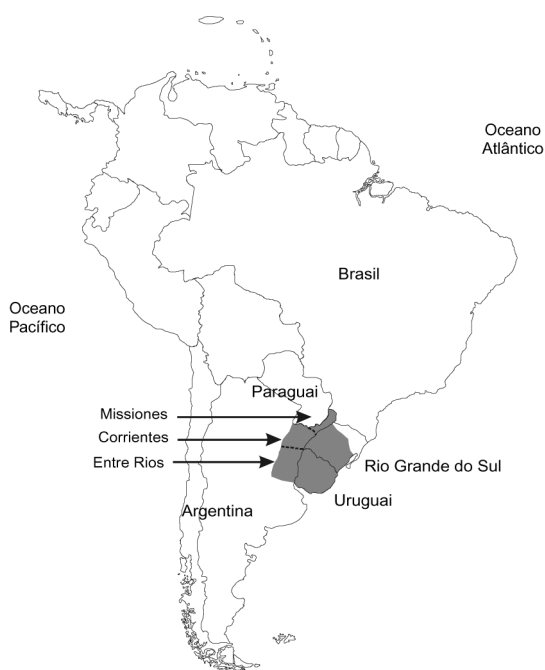 Oceano
Atlântico
Brasil
Oceano
Pacífico
Paraguai
Missiones
Corrientes
Entre Rios
Rio Grande do Sul
Uruguai
Argentina